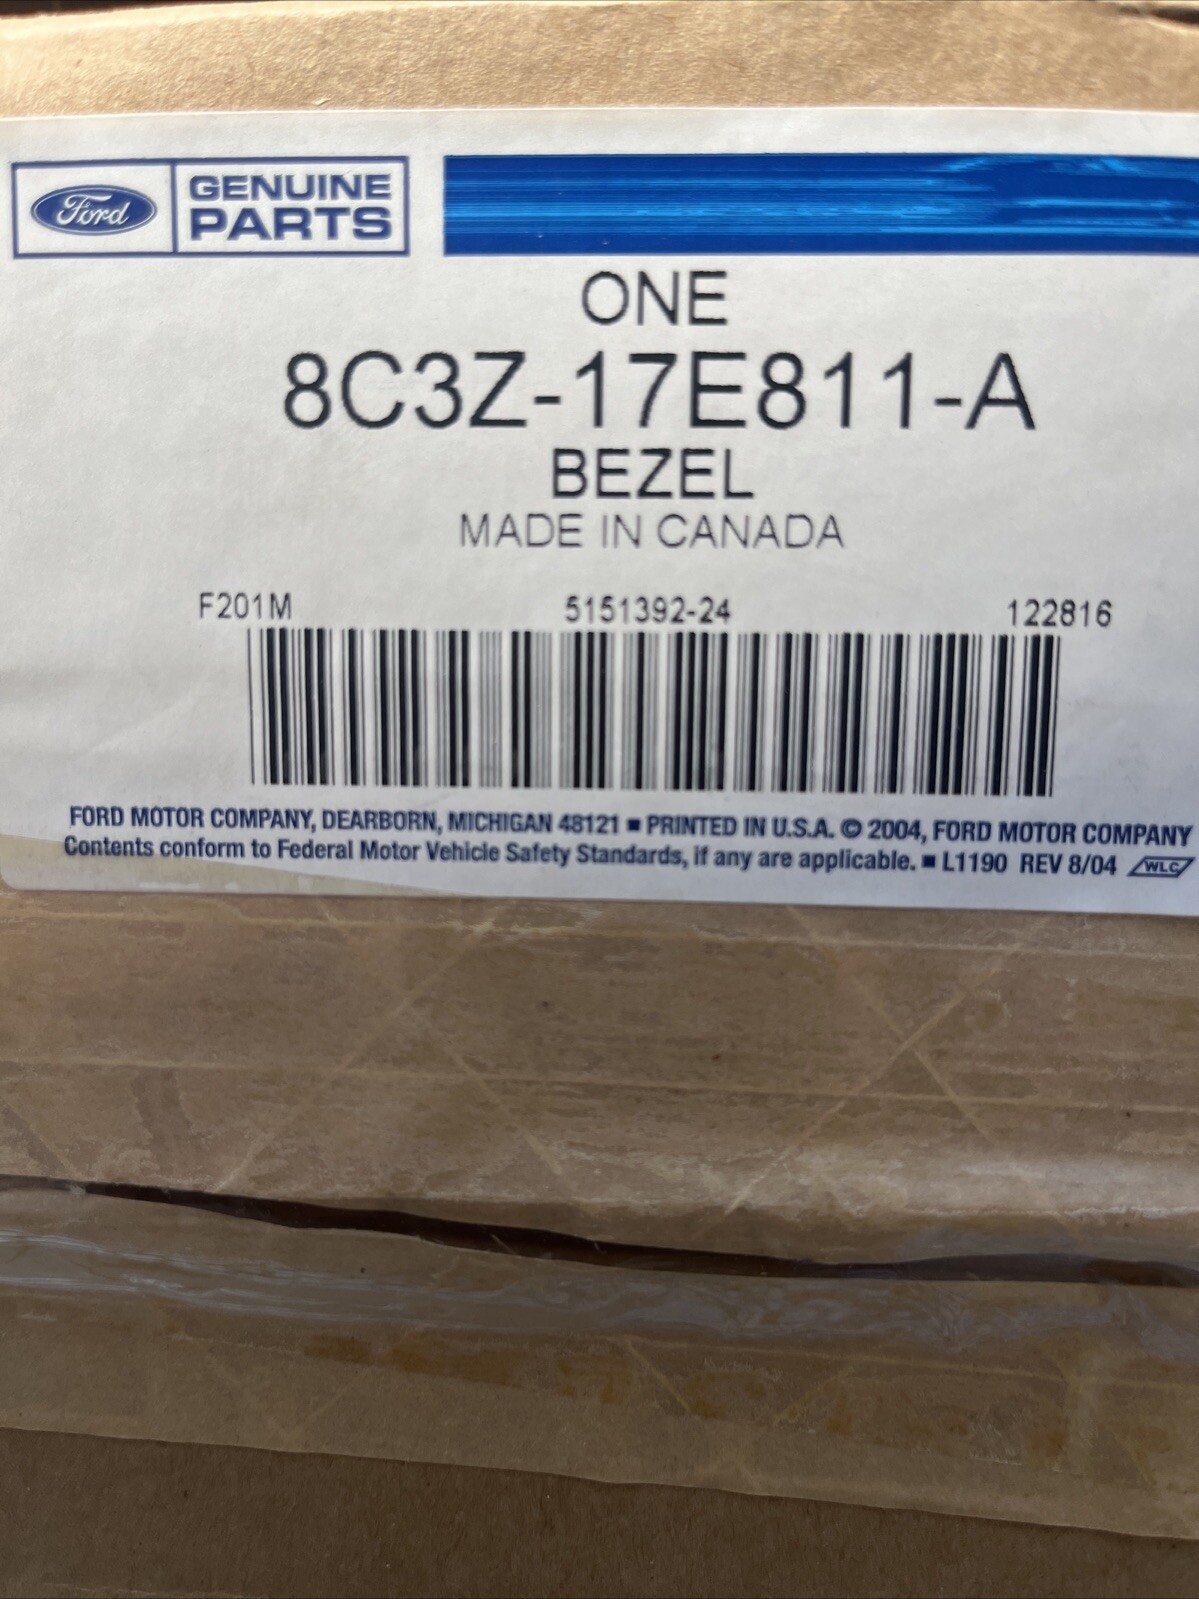 Ford GENUINE PARTS
ONE
8C3Z-17E811-A
BEZEL
MADE IN CANADA
F201M 5151392-24 122816
FORD MOTOR COMPANY, DEARBORN, MICHIGAN 48121 ■ PRINTED IN U.S.A. © 2004, FORD MOTOR COMPANY
Contents conform to Federal Motor Vehicle Safety Standards, if any are applicable. ■ L1190 REV 8/04 WLC